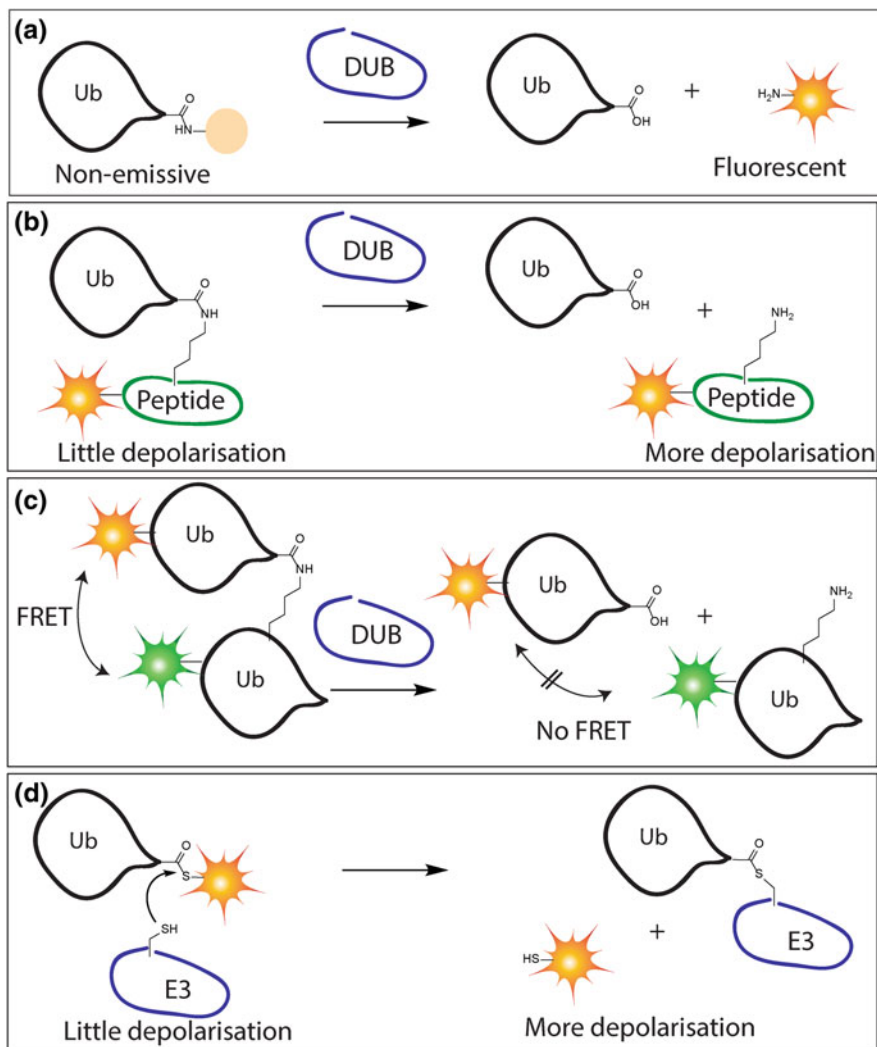 (a)
Ub
O
HN
Non-emissive
DUB
Ub
O
OH
+
H₂N
Fluorescent
(b)
Ub
O
NH
Peptide
Little depolarisation
DUB
Ub
O
OH
+
NH₂
Peptide
More depolarisation
(c)
Ub
O
NH
FRET
Ub
DUB
Ub
O
OH
+
NH₂
No FRET
Ub
(d)
Ub
O
S
SH
E3
Little depolarisation
Ub
O
S
HS
+
E3
More depolarisation